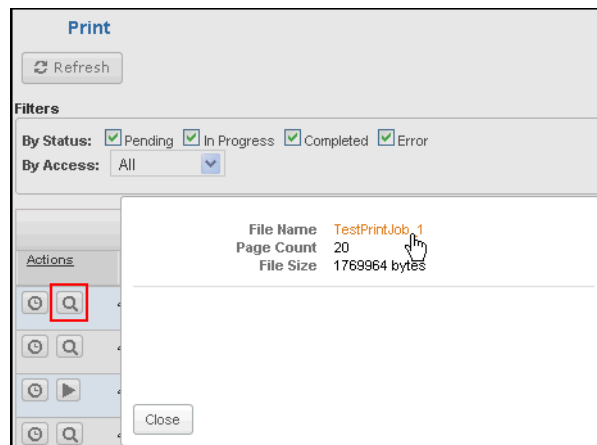 Print
Refresh
Filters
By Status: Pending In Progress Completed Error
By Access: All
File Name TestPrintJob_1
Page Count 20
File Size 1769964 bytes
Actions
Close